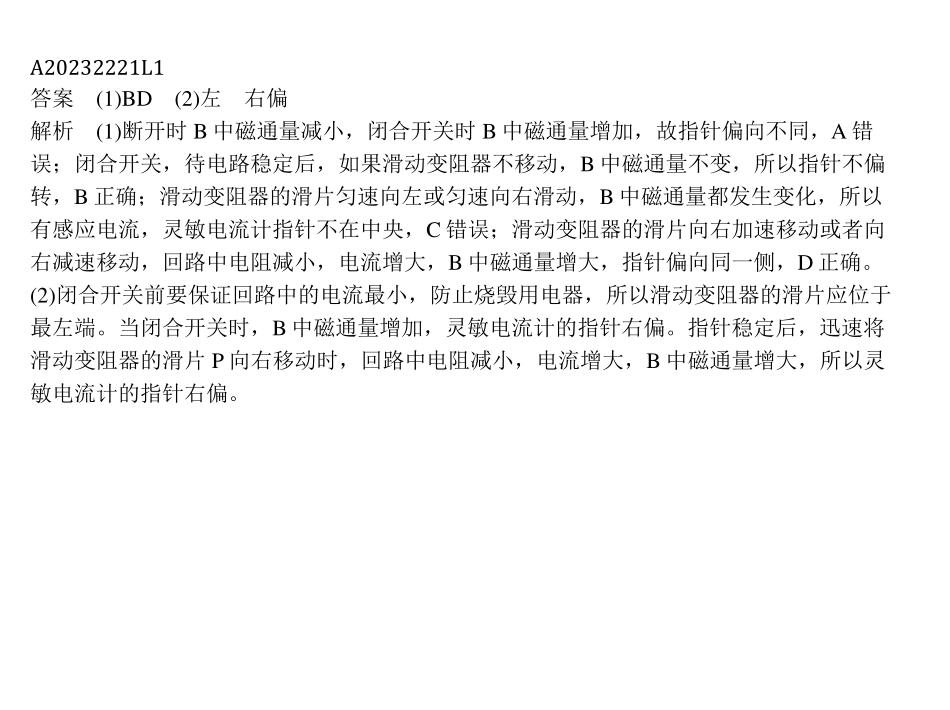 A20232221L1
答案　(1)BD　(2)左　右偏
解析　(1)断开时 B 中磁通量减小，闭合开关时 B 中磁通量增加，故指针偏向不同，A 错
误；闭合开关，待电路稳定后，如果滑动变阻器不移动，B 中磁通量不变，所以指针不偏
转，B 正确；滑动变阻器的滑片匀速向左或匀速向右滑动，B 中磁通量都发生变化，所以
有感应电流，灵敏电流计指针不在中央，C 错误；滑动变阻器的滑片向右加速移动或者向
右减速移动，回路中电阻减小，电流增大，B 中磁通量增大，指针偏向同一侧，D 正确。
(2)闭合开关前要保证回路中的电流最小，防止烧毁用电器，所以滑动变阻器的滑片应位于
最左端。当闭合开关时，B 中磁通量增加，灵敏电流计的指针右偏。指针稳定后，迅速将
滑动变阻器的滑片 P 向右移动时，回路中电阻减小，电流增大，B 中磁通量增大，所以灵
敏电流计的指针右偏。